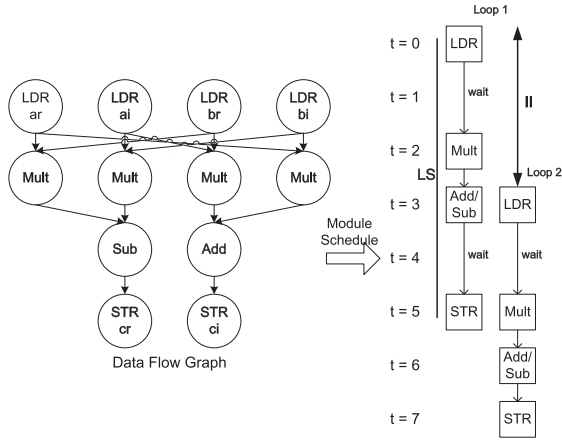 Loop 1
t = 0
LDR
LDR ar
LDR ai
LDR br
LDR bi
t = 1
wait
II
Mult
Mult
Mult
Mult
t = 2
Mult
LS
Loop 2
t = 3
Add/
Sub
LDR
Module
Schedule
Sub
Add
t = 4
wait
wait
STR cr
STR ci
t = 5
STR
Mult
Data Flow Graph
t = 6
Add/
Sub
t = 7
STR